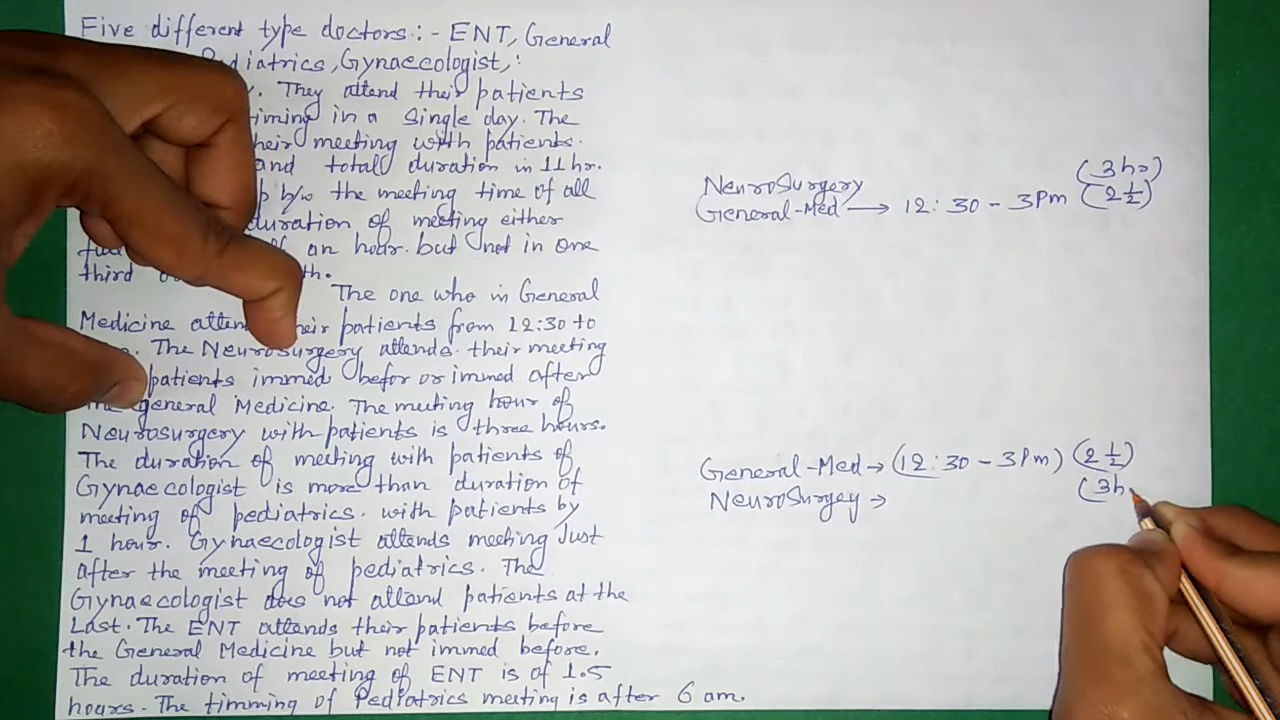 Five different type doctors:- ENT, General
Pediatrics, Gynaecologist,
They attend their patients
timing in a single day. The
their meeting with patients.
and total duration in 11 hr.
b/w the meeting time of all
duration of meeting either
an hour. but not in one
third
The one who in General
Medicine attend their patients from 12:30 to
The Neurosurgery attends their meeting
patients immed befor or immed after
the general Medicine. The meeting hour of
Neurosurgery with patients is three hours.
The duration of meeting with patients of
Gynaecologist is more than duration of
meeting of pediatrics. with patients by
1 hour. Gynaecologist attends meeting Just
after the meeting of pediatrics. The
Gynaecologist does not attend patients at the
Last. The ENT attends their patients before
the General Medicine but not immed before.
The duration of meeting of ENT is of 1.5
hours. The timming of Pediatrics meeting is after 6 am.
NeuroSurgery (3hr)
General-Med → 12:30 - 3Pm (2 1/2)
General-Med → (12:30 - 3Pm) (2 1/2)
NeuroSurgey → (3h